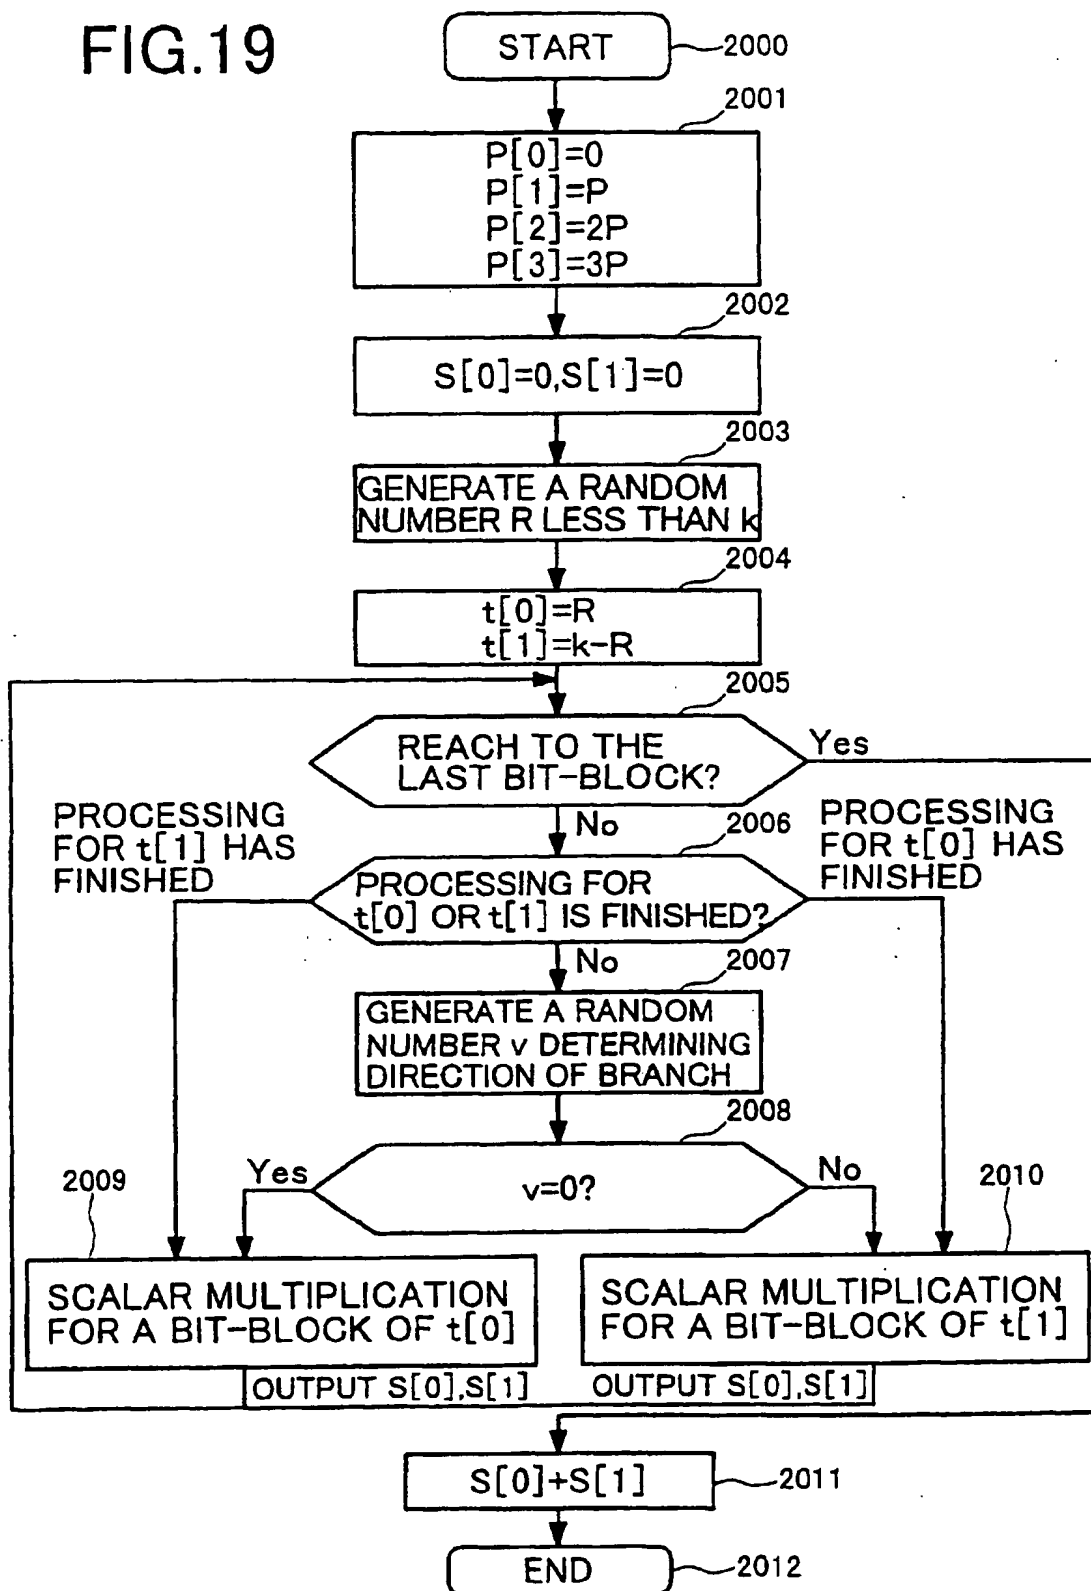 FIG.19
START
2000
2001
P[0]=0
P[1]=P
P[2]=2P
P[3]=3P
2002
S[0]=0,S[1]=0
2003
GENERATE A RANDOM
NUMBER R LESS THAN k
2004
t[0]=R
t[1]=k-R
2005
REACH TO THE
LAST BIT-BLOCK?
Yes
No
2006
PROCESSING
FOR t[1] HAS
FINISHED
PROCESSING
FOR t[0] HAS
FINISHED
PROCESSING FOR
t[0] OR t[1] IS FINISHED?
No
2007
GENERATE A RANDOM
NUMBER v DETERMINING
DIRECTION OF BRANCH
2008
v=0?
Yes
No
2009
2010
SCALAR MULTIPLICATION
FOR A BIT-BLOCK OF t[0]
SCALAR MULTIPLICATION
FOR A BIT-BLOCK OF t[1]
OUTPUT S[0],S[1]
OUTPUT S[0],S[1]
S[0]+S[1]
2011
END
2012